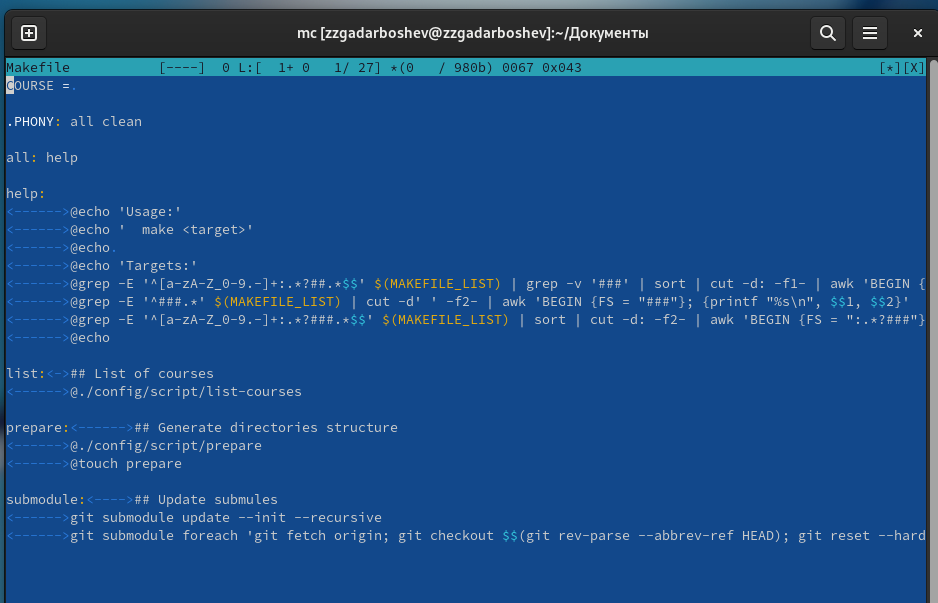 mc [zzgadarboshev@zzgadarboshev]:~/Документы
Makefile [----] 0 L:[ 1+ 0 1/ 27] *(0 / 980b) 0067 0x043 [*][X]
COURSE =.
.PHONY: all clean
all: help
help:
<------>@echo 'Usage:'
<------>@echo '  make <target>'
<------>@echo.
<------>@echo 'Targets:'
<------>@grep -E '^[a-zA-Z_0-9.-]+:.*?##.*$$' $(MAKEFILE_LIST) | grep -v '###' | sort | cut -d: -f1- | awk 'BEGIN {
<------>@grep -E '^###.*' $(MAKEFILE_LIST) | cut -d' ' -f2- | awk 'BEGIN {FS = "###"}; {printf "%s\n", $$1, $$2}'
<------>@grep -E '^[a-zA-Z_0-9.-]+:.*?###.*$$' $(MAKEFILE_LIST) | sort | cut -d: -f2- | awk 'BEGIN {FS = ":.*?###"}
<------>@echo
list:<->## List of courses
<------>@./config/script/list-courses
prepare:<------>## Generate directories structure
<------>@./config/script/prepare
<------>@touch prepare
submodule:<---->## Update submules
<------>git submodule update --init --recursive
<------>git submodule foreach 'git fetch origin; git checkout $$(git rev-parse --abbrev-ref HEAD); git reset --hard